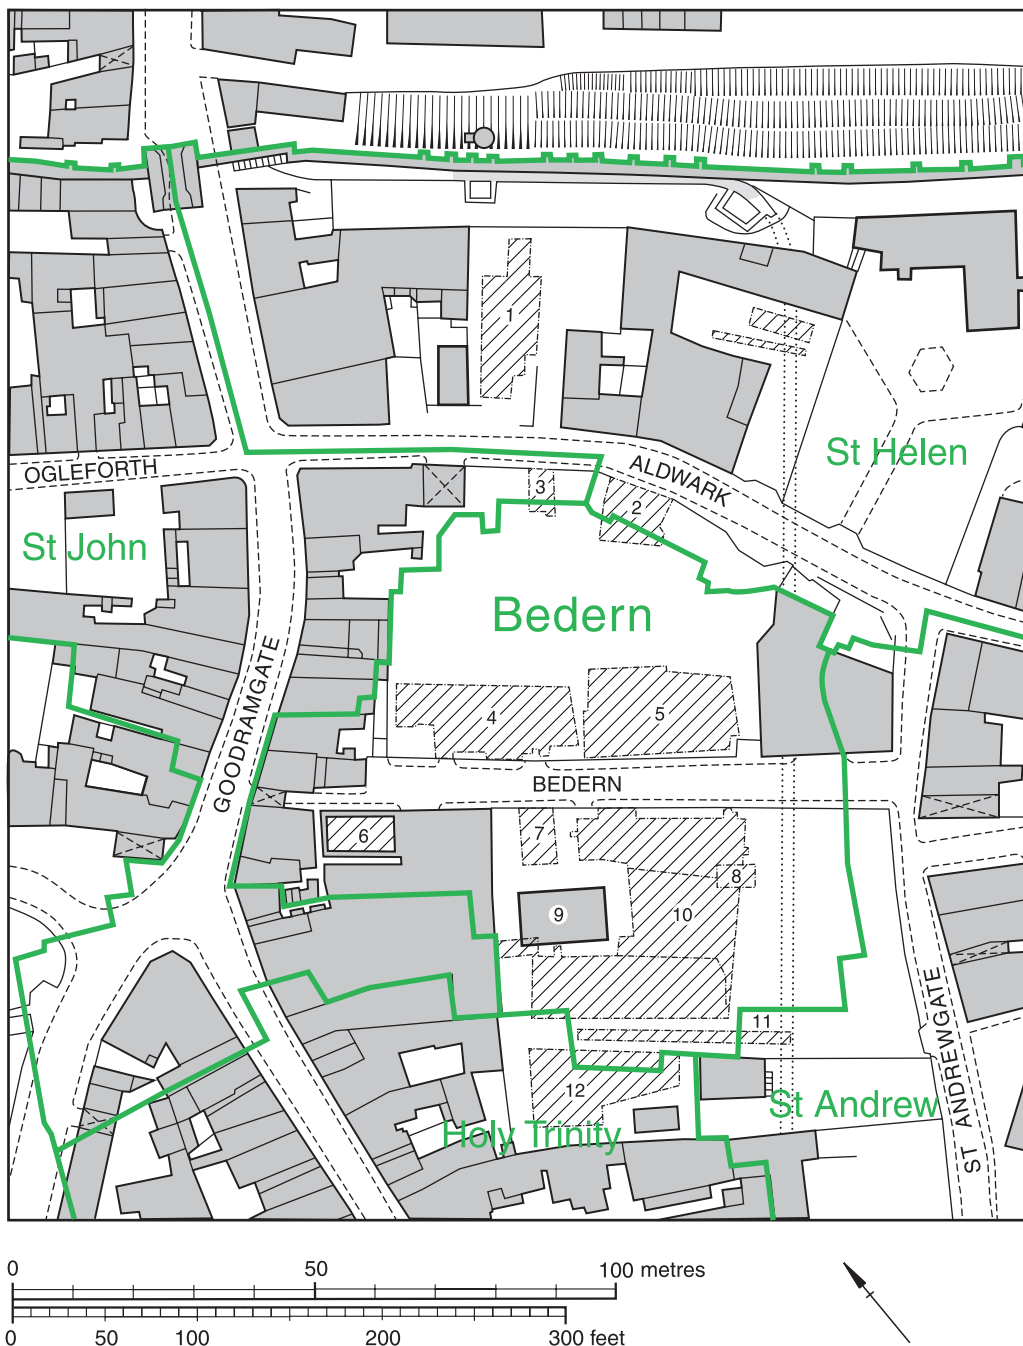 1
St Helen
OGLEFORTH
ALDWARK
3
2
St John
Bedern
GOODRAMGATE
4
5
BEDERN
6
7
8
9
10
11
12
St Andrew
Holy Trinity
ST ANDREWGATE
0 50 100 metres
0 50 100 200 300 feet